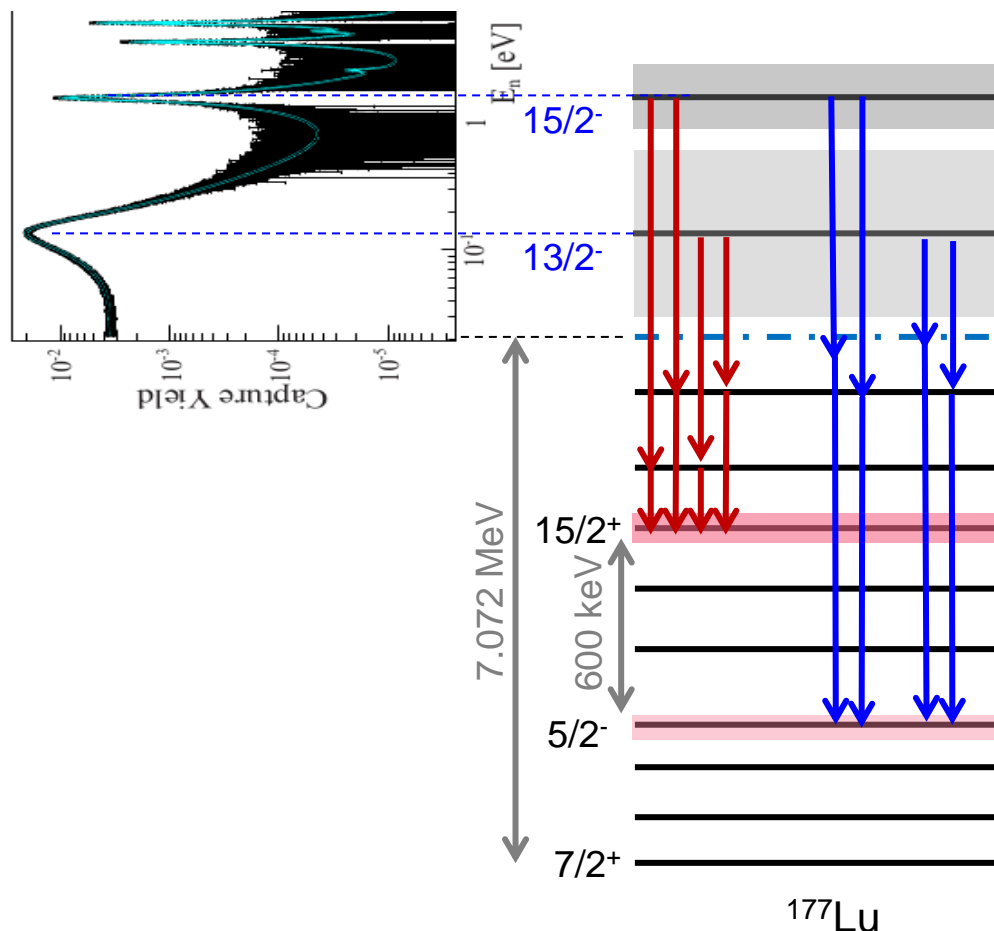 E_n [eV]
1
10^-1
10^-2
10^-3
10^-4
10^-5
Capture Yield
15/2^-
13/2^-
7.072 MeV
15/2^+
600 keV
5/2^-
7/2^+
^177Lu